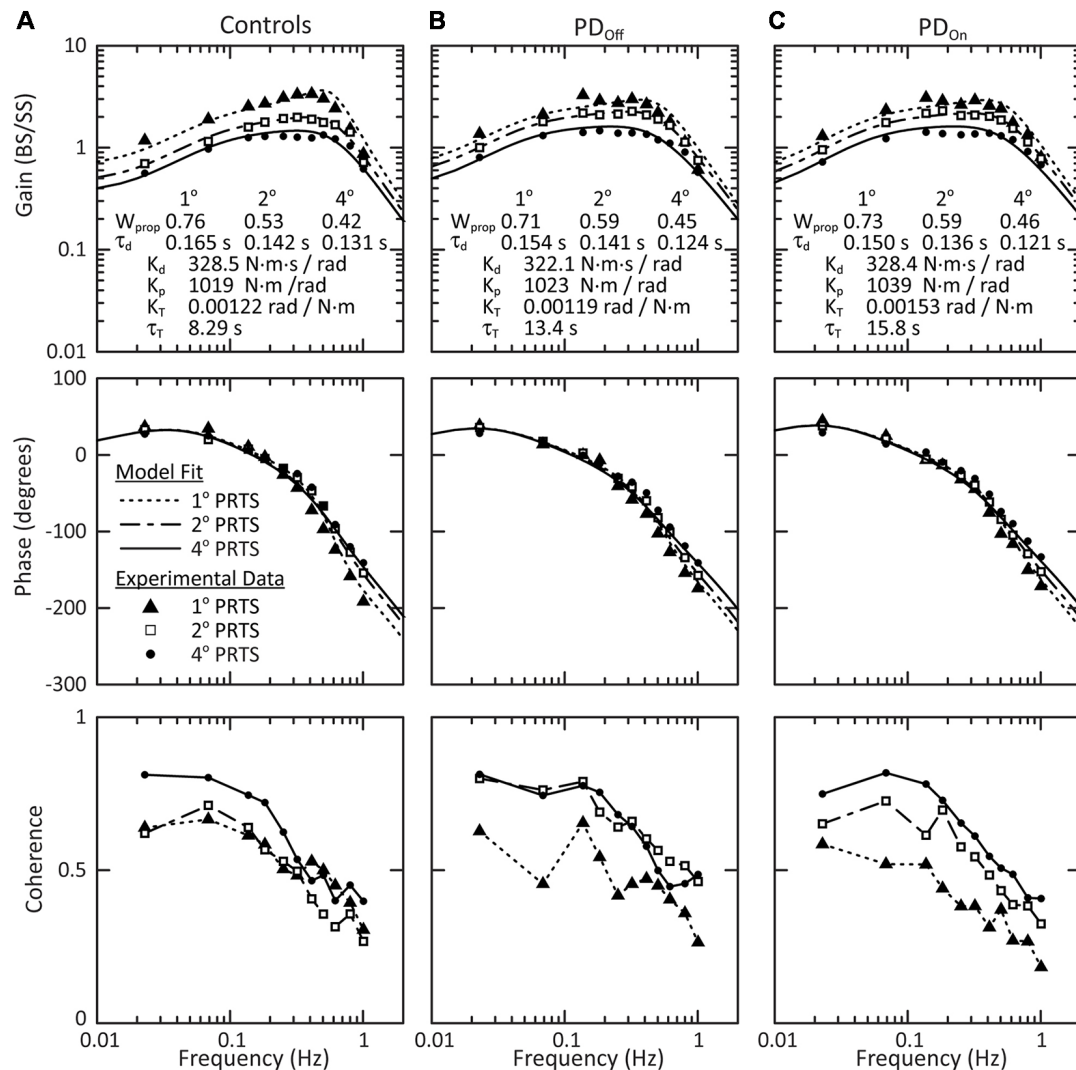 A Controls
B PD_Off
C PD_On
Gain (BS/SS)
10
1
0.1
0.01
1° 2° 4°
W_prop 0.76 0.53 0.42
τ_d 0.165 s 0.142 s 0.131 s
K_d 328.5 N·m·s / rad
K_p 1019 N·m /rad
K_T 0.00122 rad / N·m
τ_T 8.29 s
1° 2° 4°
W_prop 0.71 0.59 0.45
τ_d 0.154 s 0.141 s 0.124 s
K_d 322.1 N·m·s / rad
K_p 1023 N·m / rad
K_T 0.00119 rad / N·m
τ_T 13.4 s
1° 2° 4°
W_prop 0.73 0.59 0.46
τ_d 0.150 s 0.136 s 0.121 s
K_d 328.4 N·m·s / rad
K_p 1039 N·m / rad
K_T 0.00153 rad / N·m
τ_T 15.8 s
Phase (degrees)
100
0
-100
-200
-300
Model Fit
1° PRTS
2° PRTS
4° PRTS
Experimental Data
1° PRTS
2° PRTS
4° PRTS
Coherence
1
0.5
0
0.01 0.1 1
0.01 0.1 1
0.01 0.1 1
Frequency (Hz)
Frequency (Hz)
Frequency (Hz)